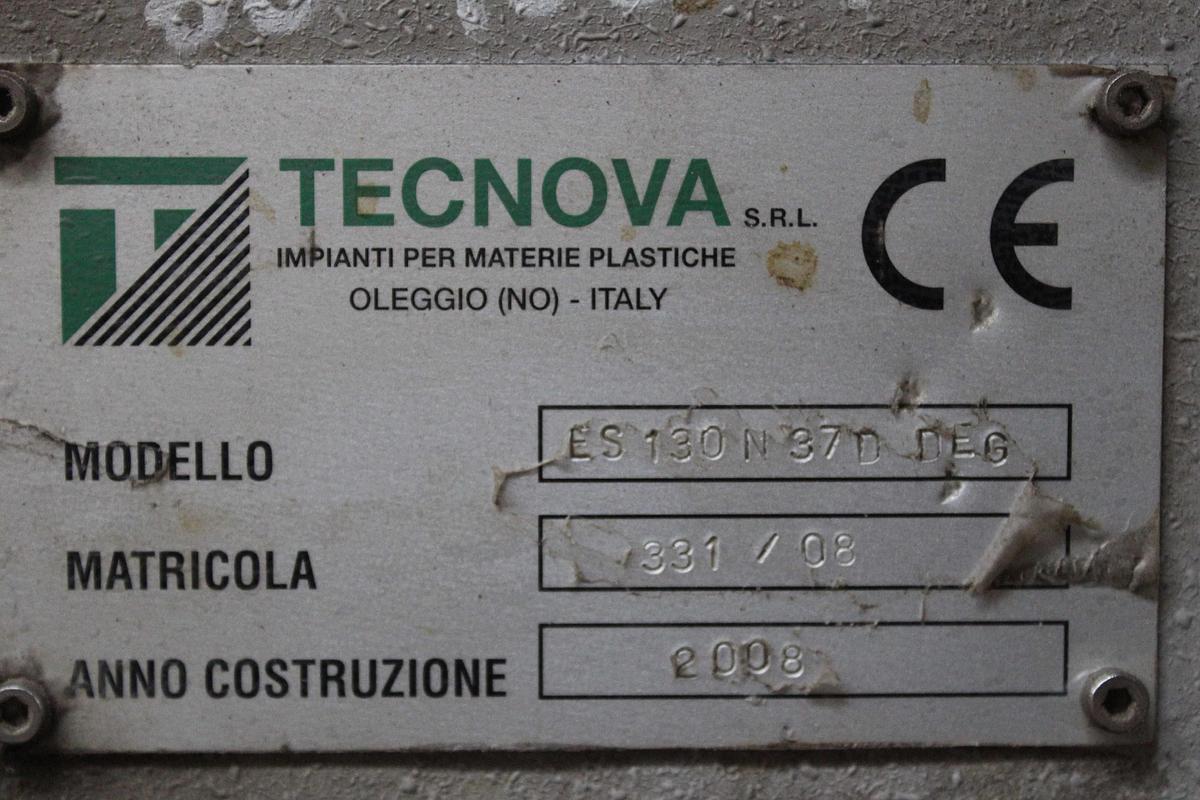 TECNOVA S.R.L. CE
IMPIANTI PER MATERIE PLASTICHE
OLEGGIO (NO) - ITALY
MODELLO ES 130 N 37D DEG
MATRICOLA 331 / 08
ANNO COSTRUZIONE 2008